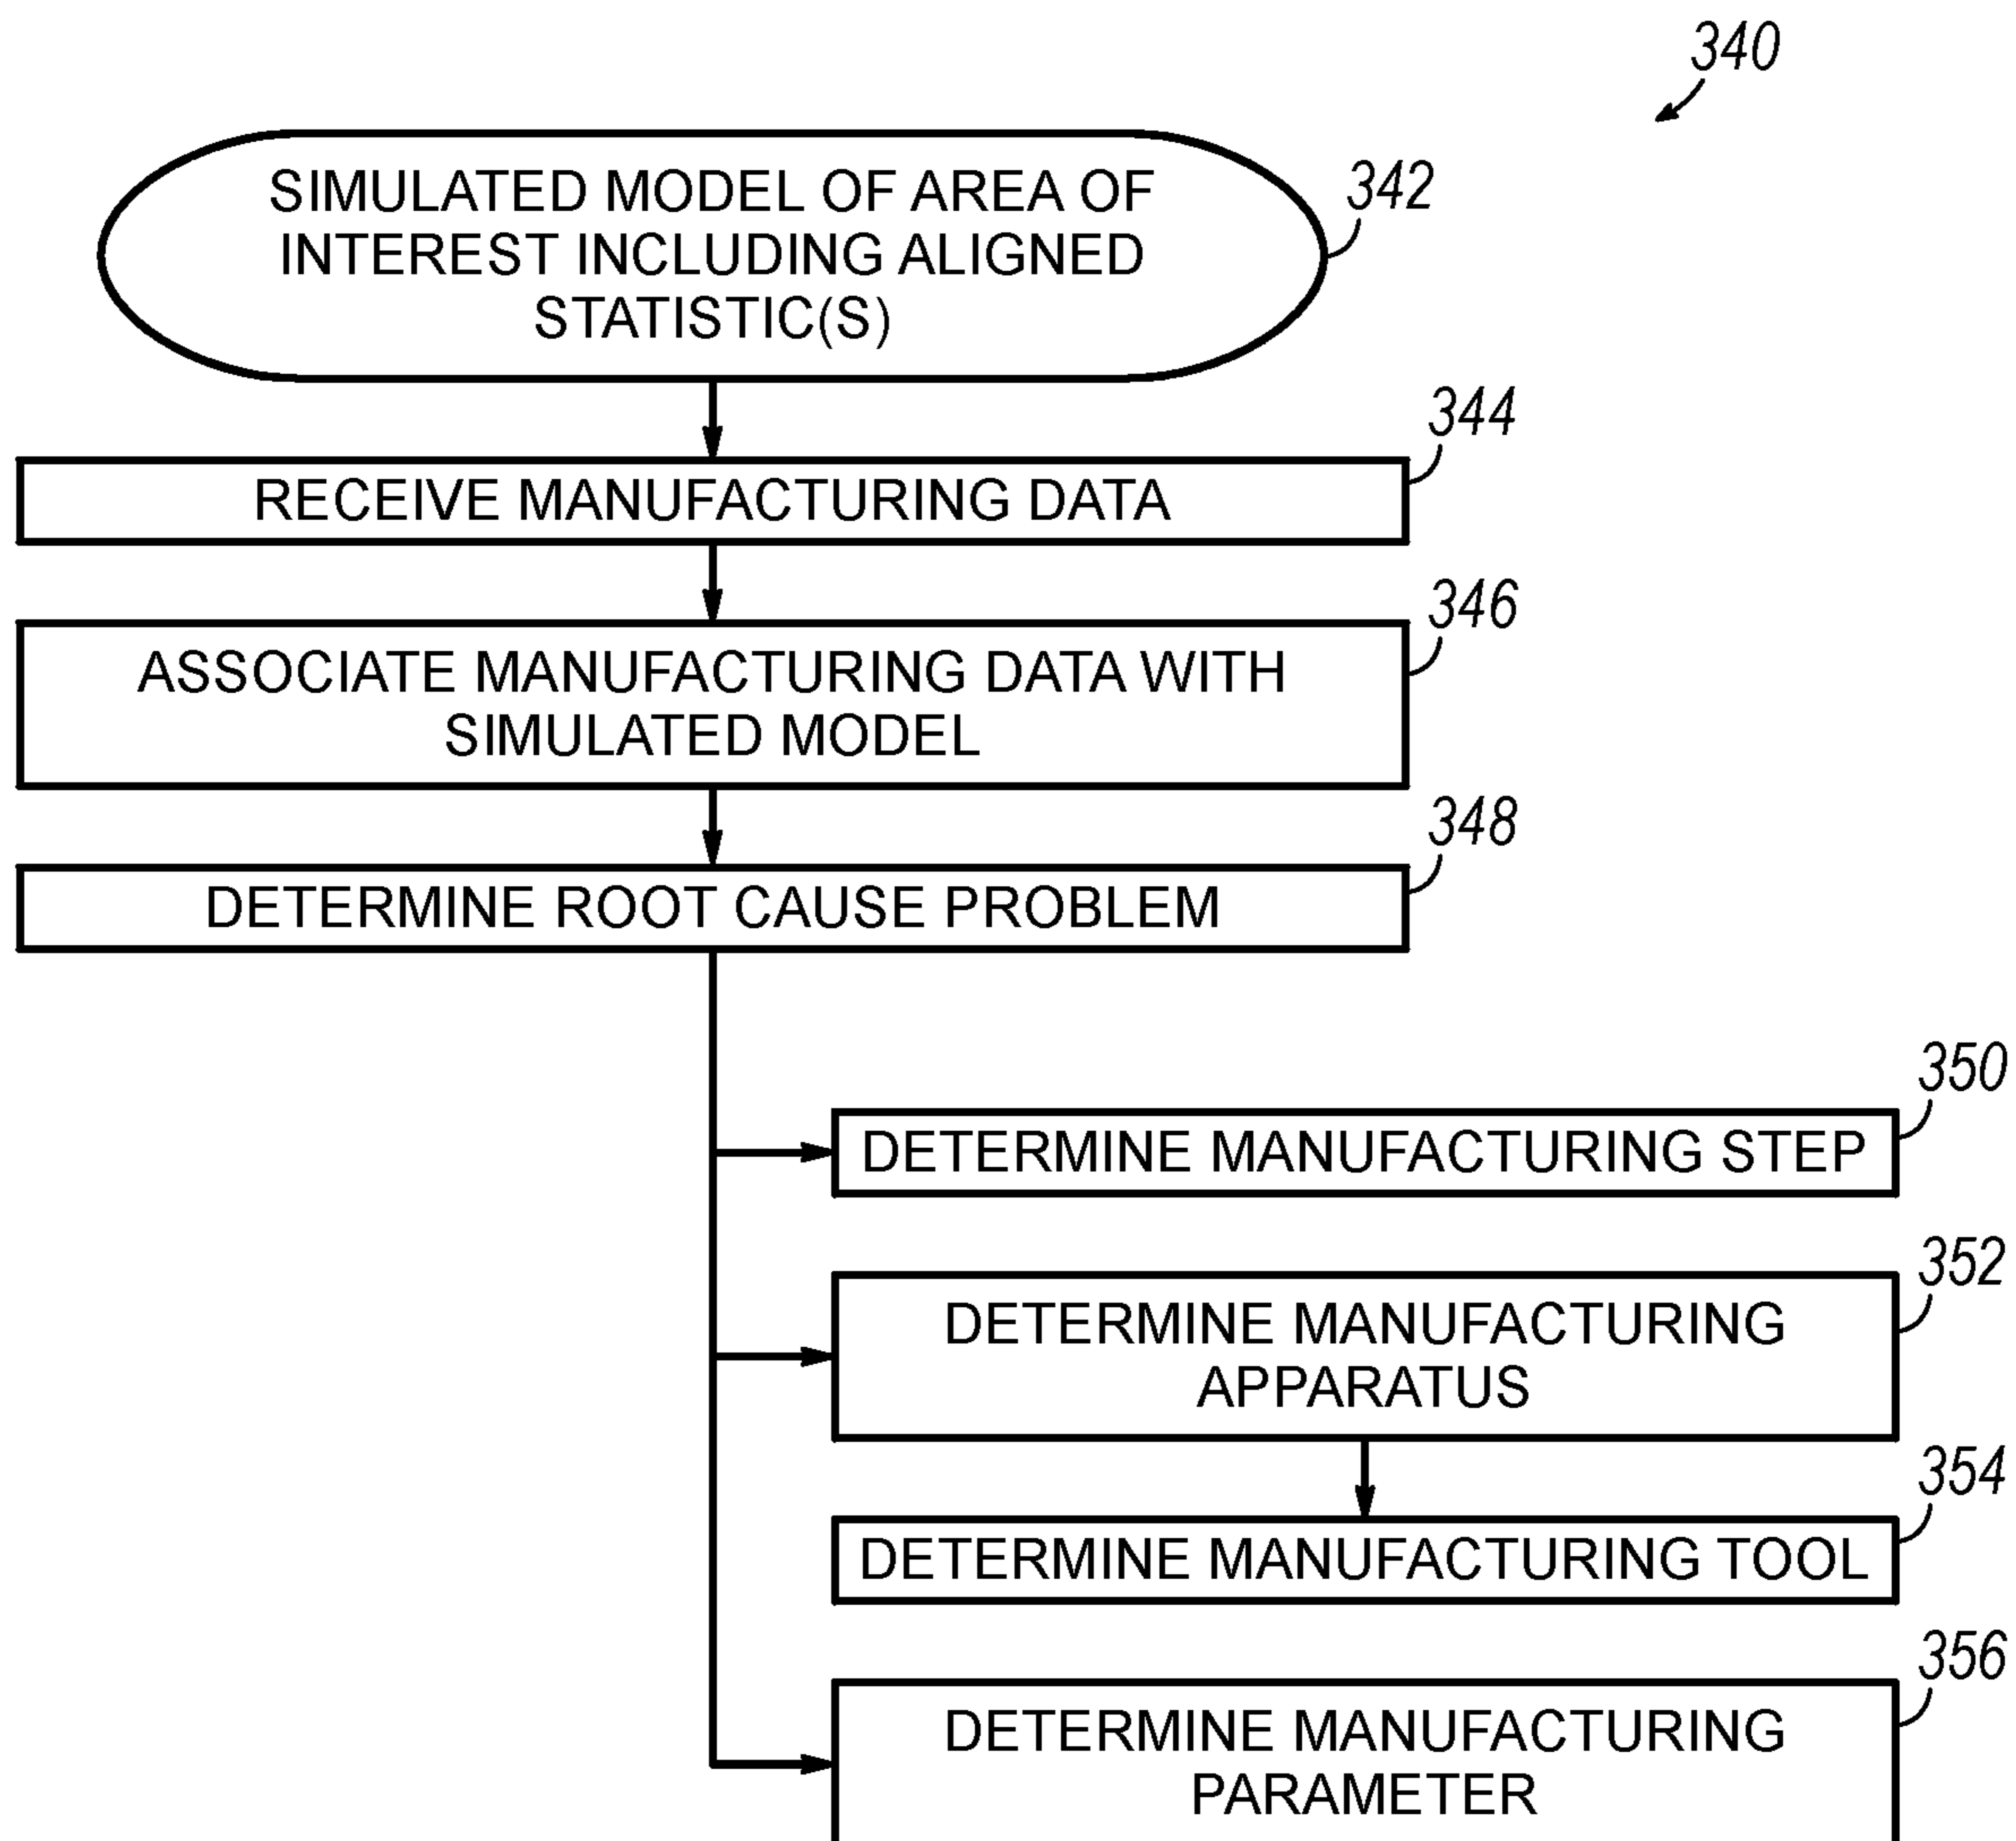 340
SIMULATED MODEL OF AREA OF
INTEREST INCLUDING ALIGNED
STATISTIC(S)
342
344
RECEIVE MANUFACTURING DATA
346
ASSOCIATE MANUFACTURING DATA WITH
SIMULATED MODEL
348
DETERMINE ROOT CAUSE PROBLEM
350
DETERMINE MANUFACTURING STEP
352
DETERMINE MANUFACTURING
APPARATUS
354
DETERMINE MANUFACTURING TOOL
356
DETERMINE MANUFACTURING
PARAMETER